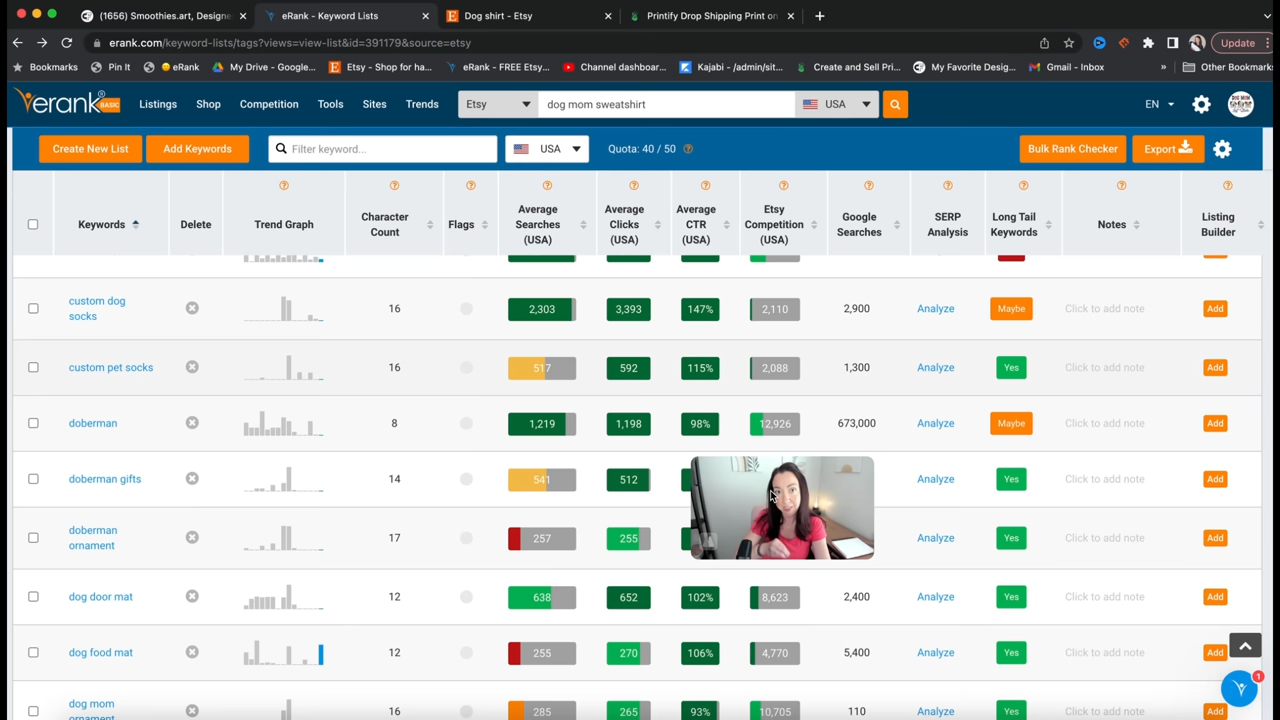 (1656) Smoothies.art, Designe
eRank - Keyword Lists
Dog shirt - Etsy
Printify Drop Shipping Print on
erank.com/keyword-lists/tags?views=view-list&id=391179&source=etsy
Update
Bookmarks
Pin It
eRank
My Drive - Google...
Etsy - Shop for ha...
eRank - FREE Etsy...
Channel dashboar...
Kajabi - /admin/sit...
Create and Sell Pri...
My Favorite Design...
Gmail - Inbox
»
Other Bookmarks
erank BASIC
Listings
Shop
Competition
Tools
Sites
Trends
Etsy
dog mom sweatshirt
USA
EN
Create New List
Add Keywords
Filter keyword...
USA
Quota: 40 / 50
Bulk Rank Checker
Export
Keywords
Delete
Trend Graph
Character
Count
Flags
Average
Searches
(USA)
Average
Clicks
(USA)
Average
CTR
(USA)
Etsy
Competition
(USA)
Google
Searches
SERP
Analysis
Long Tail
Keywords
Notes
Listing
Builder
custom dog
socks
16
2,303
3,393
147%
2,110
2,900
Analyze
Maybe
Click to add note
Add
custom pet socks
16
517
592
115%
2,088
1,300
Analyze
Yes
Click to add note
Add
doberman
8
1,219
1,198
98%
12,926
673,000
Analyze
Maybe
Click to add note
Add
doberman gifts
14
541
512
Analyze
Yes
Click to add note
Add
doberman
ornament
17
257
255
Analyze
Yes
Click to add note
Add
dog door mat
12
638
652
102%
8,623
2,400
Analyze
Yes
Click to add note
Add
dog food mat
12
255
270
106%
4,770
5,400
Analyze
Yes
Click to add note
Add
1
dog mom
ornament
16
285
265
93%
10,705
110
Analyze
Yes
Click to add note
Add